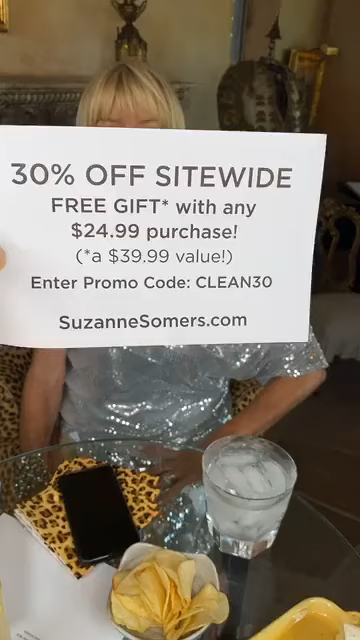 30% OFF SITEWIDE
FREE GIFT* with any
$24.99 purchase!
(*a $39.99 value!)
Enter Promo Code: CLEAN30
SuzanneSomers.com